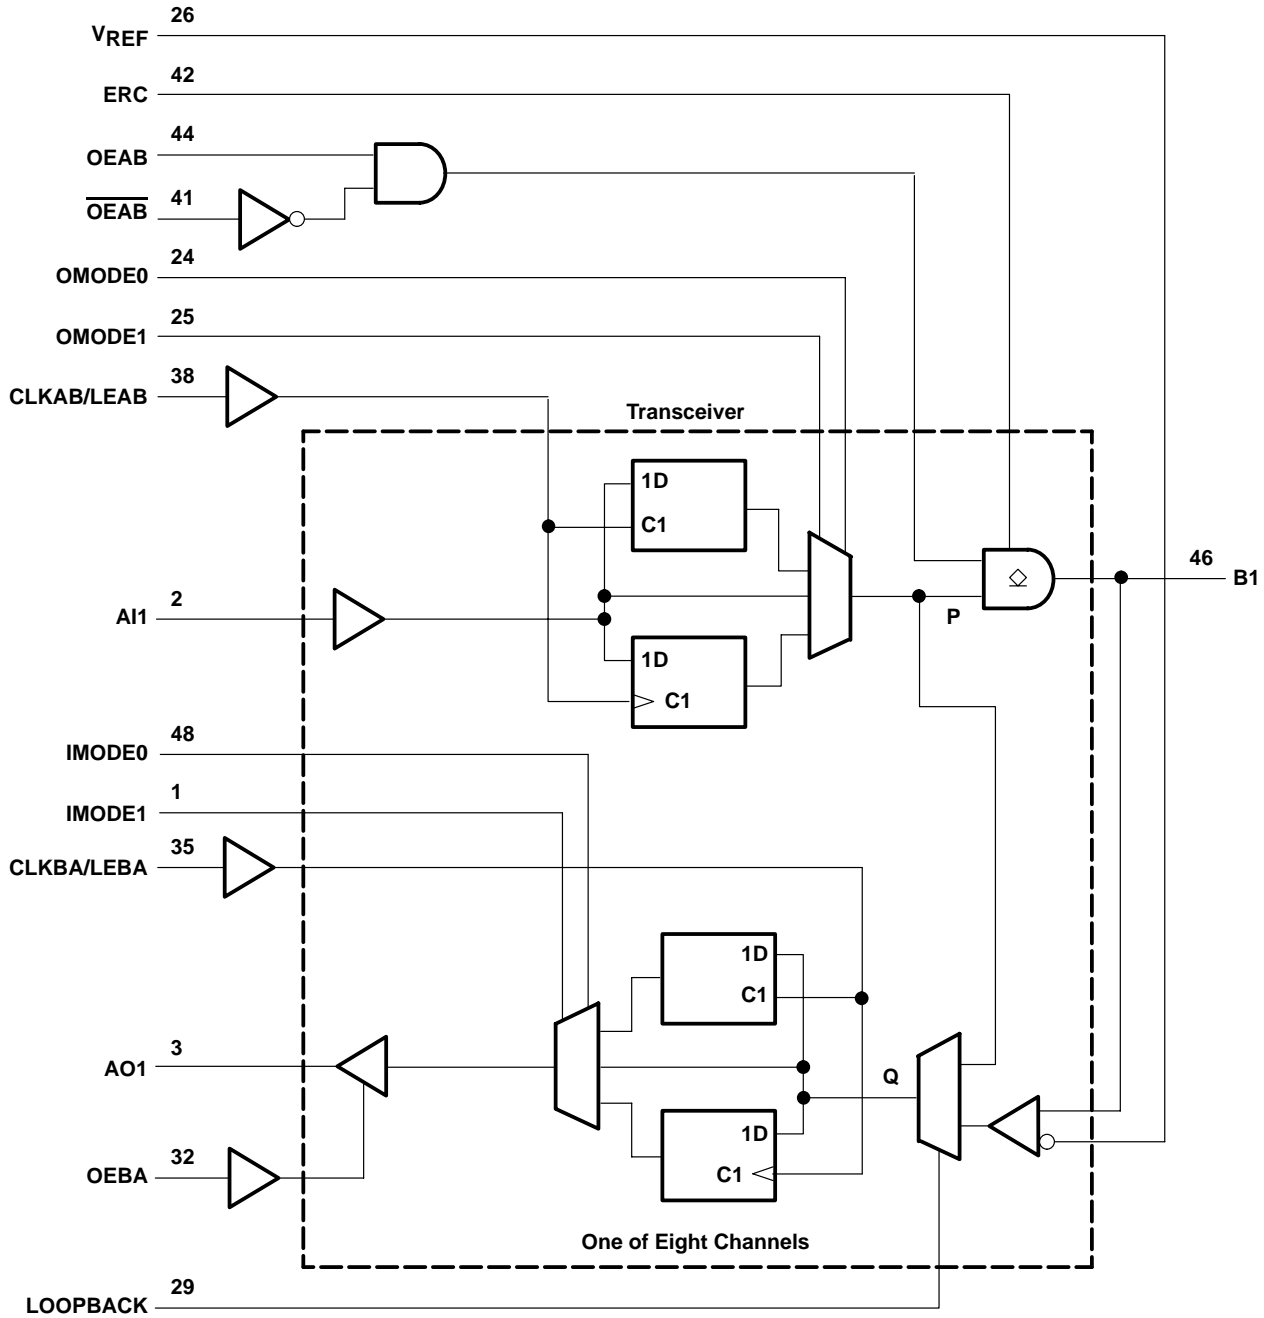 26
VREF
42
ERC
44
OEAB
41
OEAB
24
OMODE0
25
OMODE1
38
CLKAB/LEAB
Transceiver
1D
C1
46
B1
2
AI1
P
1D
C1
48
IMODE0
1
IMODE1
35
CLKBA/LEBA
1D
C1
3
AO1
Q
1D
C1
32
OEBA
One of Eight Channels
29
LOOPBACK